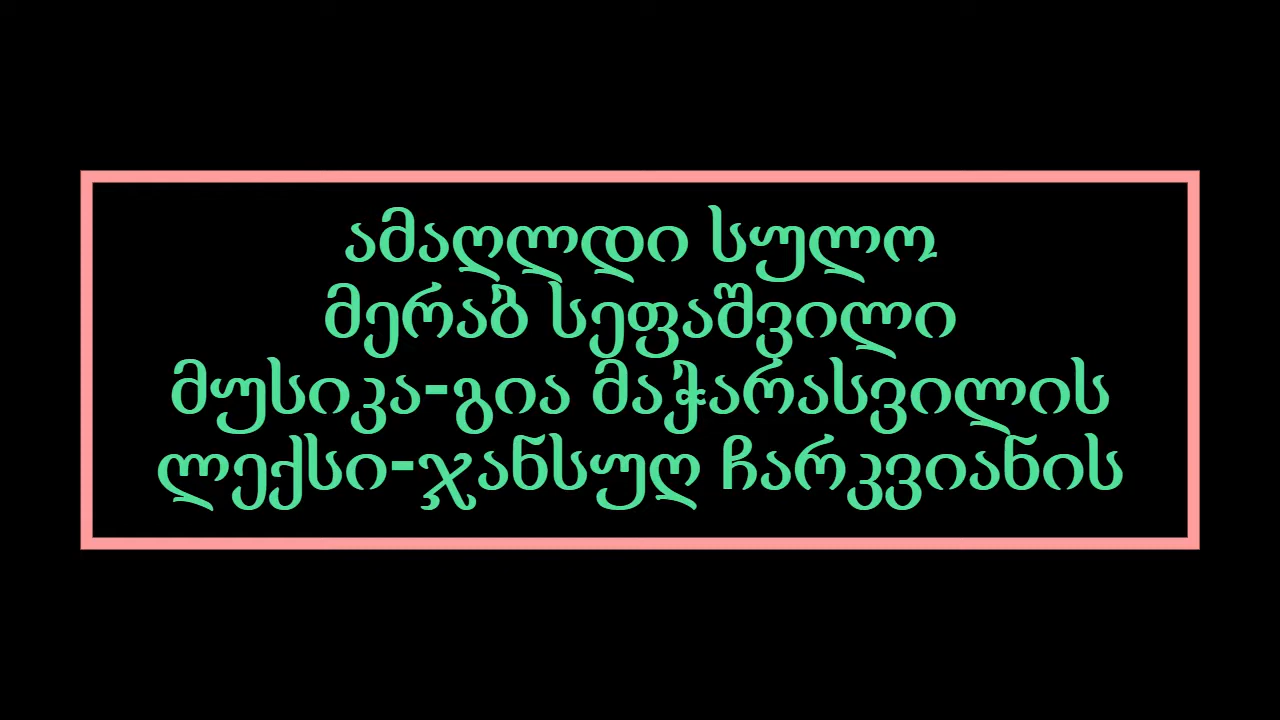 ამაღლდი სულო
მერაბ სეფაშვილი
მუსიკა-გია მაჭარასვილის
ლექსი-ჯანსუღ ჩარკვიანის